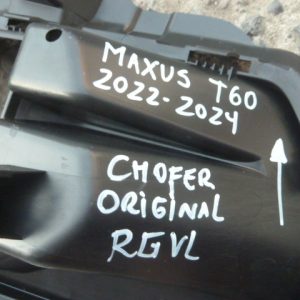 MAXUS T60
2022-2024
CHOFER
ORIGINAL
RGVL